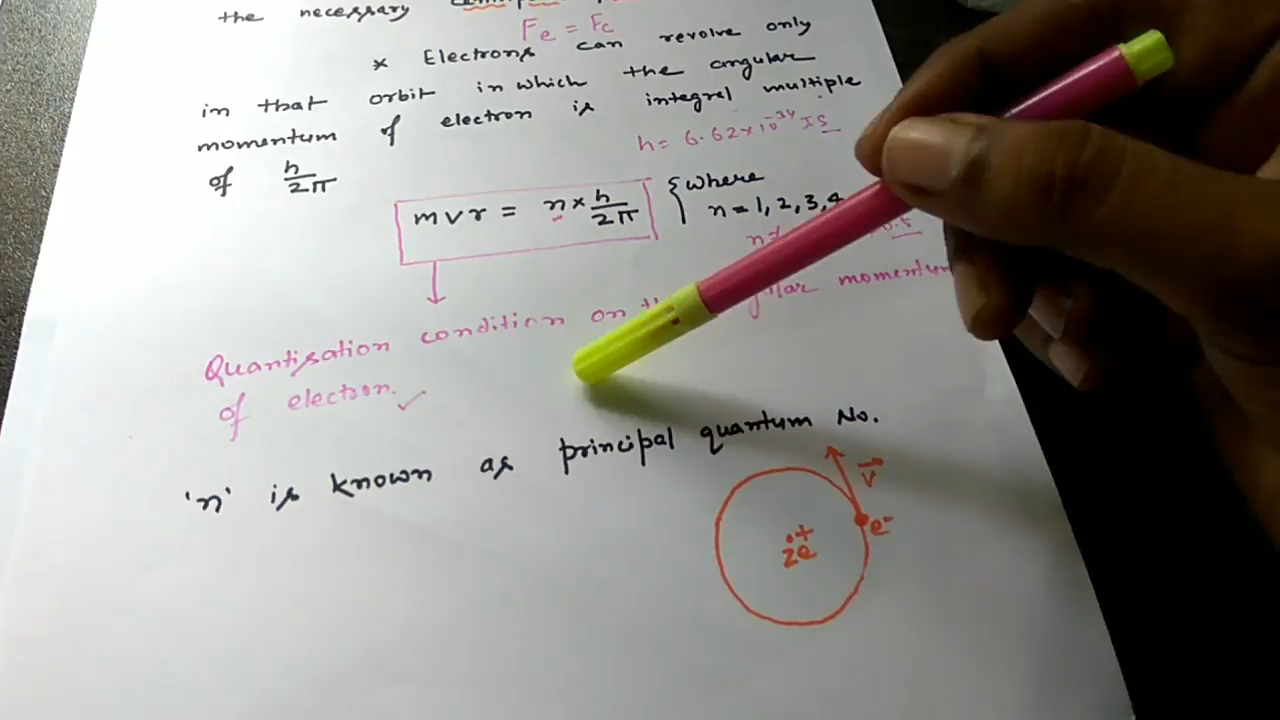 the necessary
Fe = Fc
* Electrons can revolve only
in that orbit in which the angular
momentum of electron is integral multiple
of h/2π
h = 6.62×10⁻³⁴ JS
mvr = n × h/2π { where n = 1, 2, 3, 4
Quantisation condition on momentum
of electron. ✓
'n' is known as principal quantum No.
v⃗
e-
+
ze